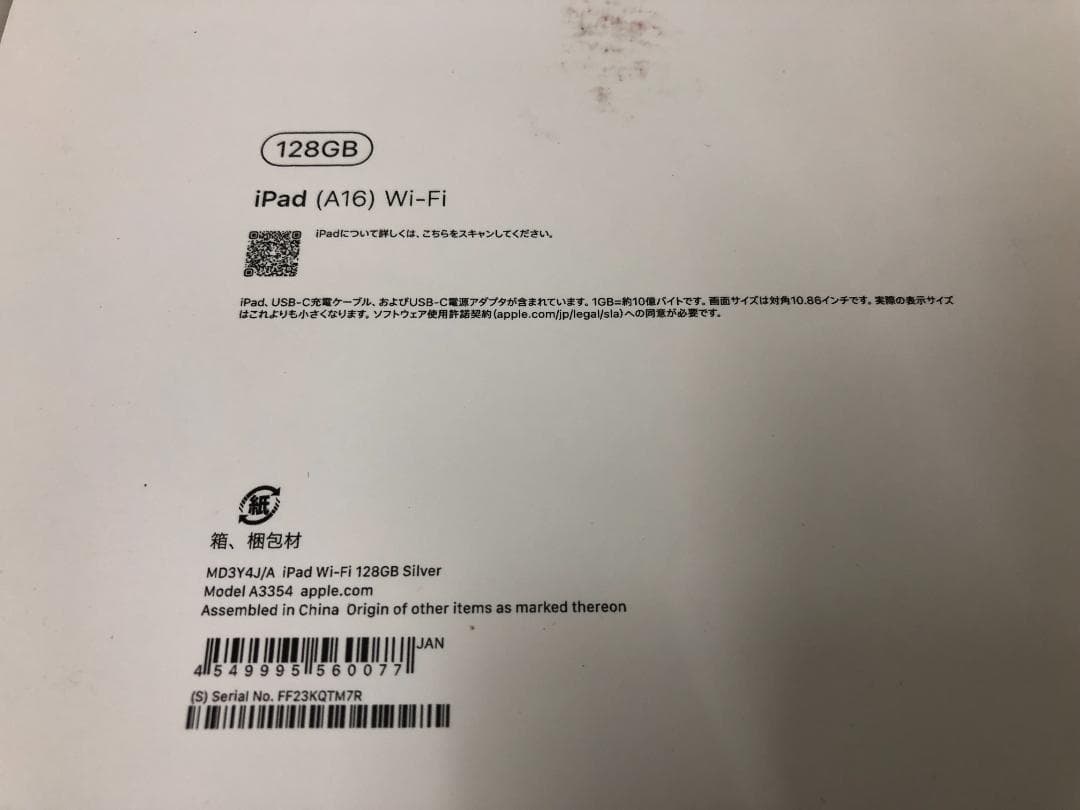 128GB
iPad (A16) Wi-Fi
iPadについて詳しくは、こちらをスキャンしてください。
iPad、USB-C充電ケーブル、およびUSB-C電源アダプタが含まれています。1GB=約10億バイトです。画面サイズは対角10.86インチです。実際の表示サイズ
はこれよりも小さくなります。ソフトウェア使用許諾契約(apple.com/jp/legal/sla)への同意が必要です。
紙
箱、梱包材
MD3Y4J/A iPad Wi-Fi 128GB Silver
Model A3354 apple.com
Assembled in China Origin of other items as marked thereon
JAN
4549995560077
(S) Serial No. FF23KQTM7R